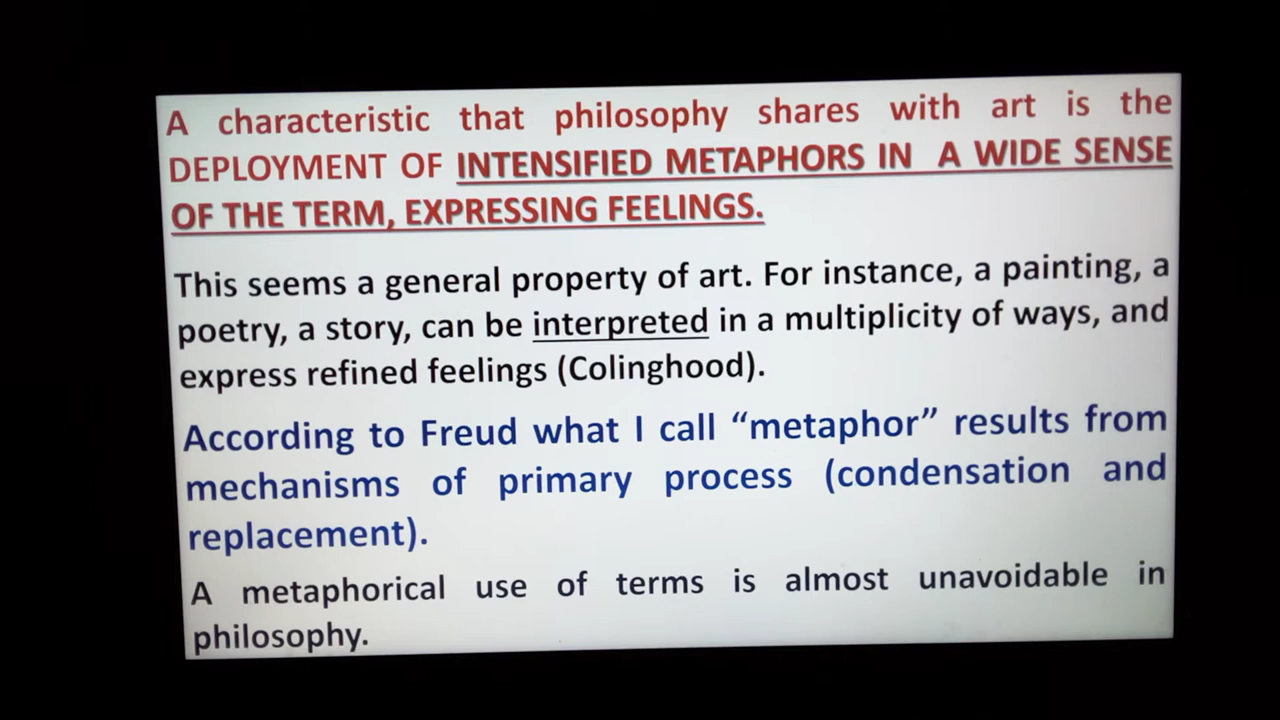 A characteristic that philosophy shares with art is the
DEPLOYMENT OF INTENSIFIED METAPHORS IN A WIDE SENSE
OF THE TERM, EXPRESSING FEELINGS.
This seems a general property of art. For instance, a painting, a
poetry, a story, can be interpreted in a multiplicity of ways, and
express refined feelings (Colinghood).
According to Freud what I call “metaphor” results from
mechanisms of primary process (condensation and
replacement).
A metaphorical use of terms is almost unavoidable in
philosophy.